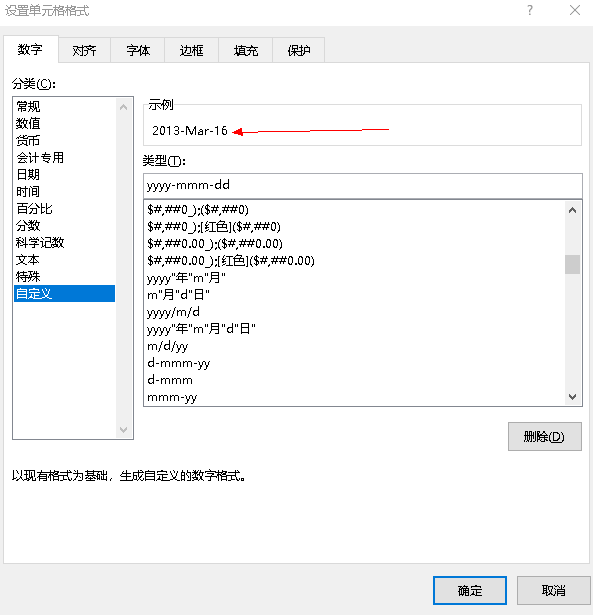 设置单元格格式
?
数字 对齐 字体 边框 填充 保护
分类(C):
常规
数值
货币
会计专用
日期
时间
百分比
分数
科学记数
文本
特殊
自定义
示例
2013-Mar-16
类型(T):
yyyy-mmm-dd
$#,##0_);($#,##0)
$#,##0_);[红色]($#,##0)
$#,##0.00_);($#,##0.00)
$#,##0.00_);[红色]($#,##0.00)
yyyy"年"m"月"
m"月"d"日"
yyyy/m/d
yyyy"年"m"月"d"日"
m/d/yy
d-mmm-yy
d-mmm
mmm-yy
删除(D)
以现有格式为基础，生成自定义的数字格式。
确定 取消